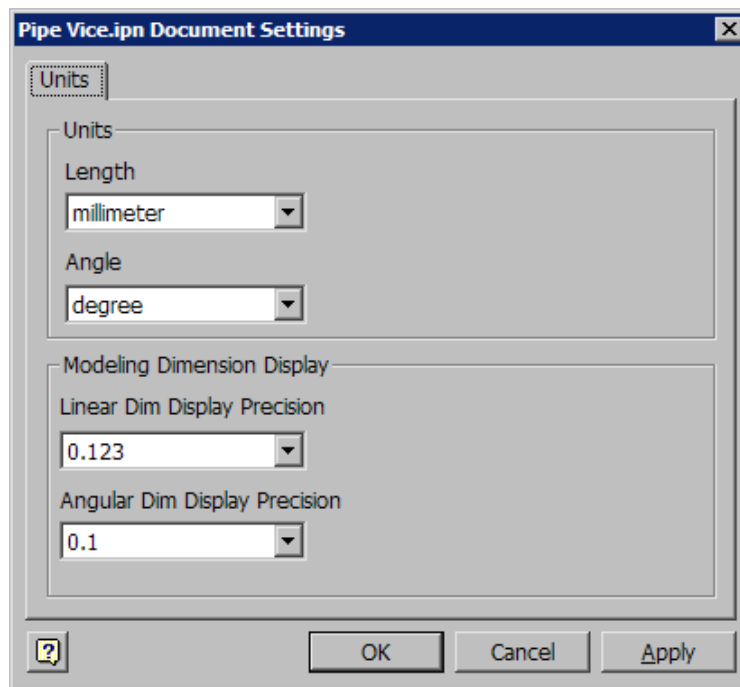 Pipe Vice.ipn Document Settings
Units
Units
Length
millimeter
Angle
degree
Modeling Dimension Display
Linear Dim Display Precision
0.123
Angular Dim Display Precision
0.1
OK Cancel Apply